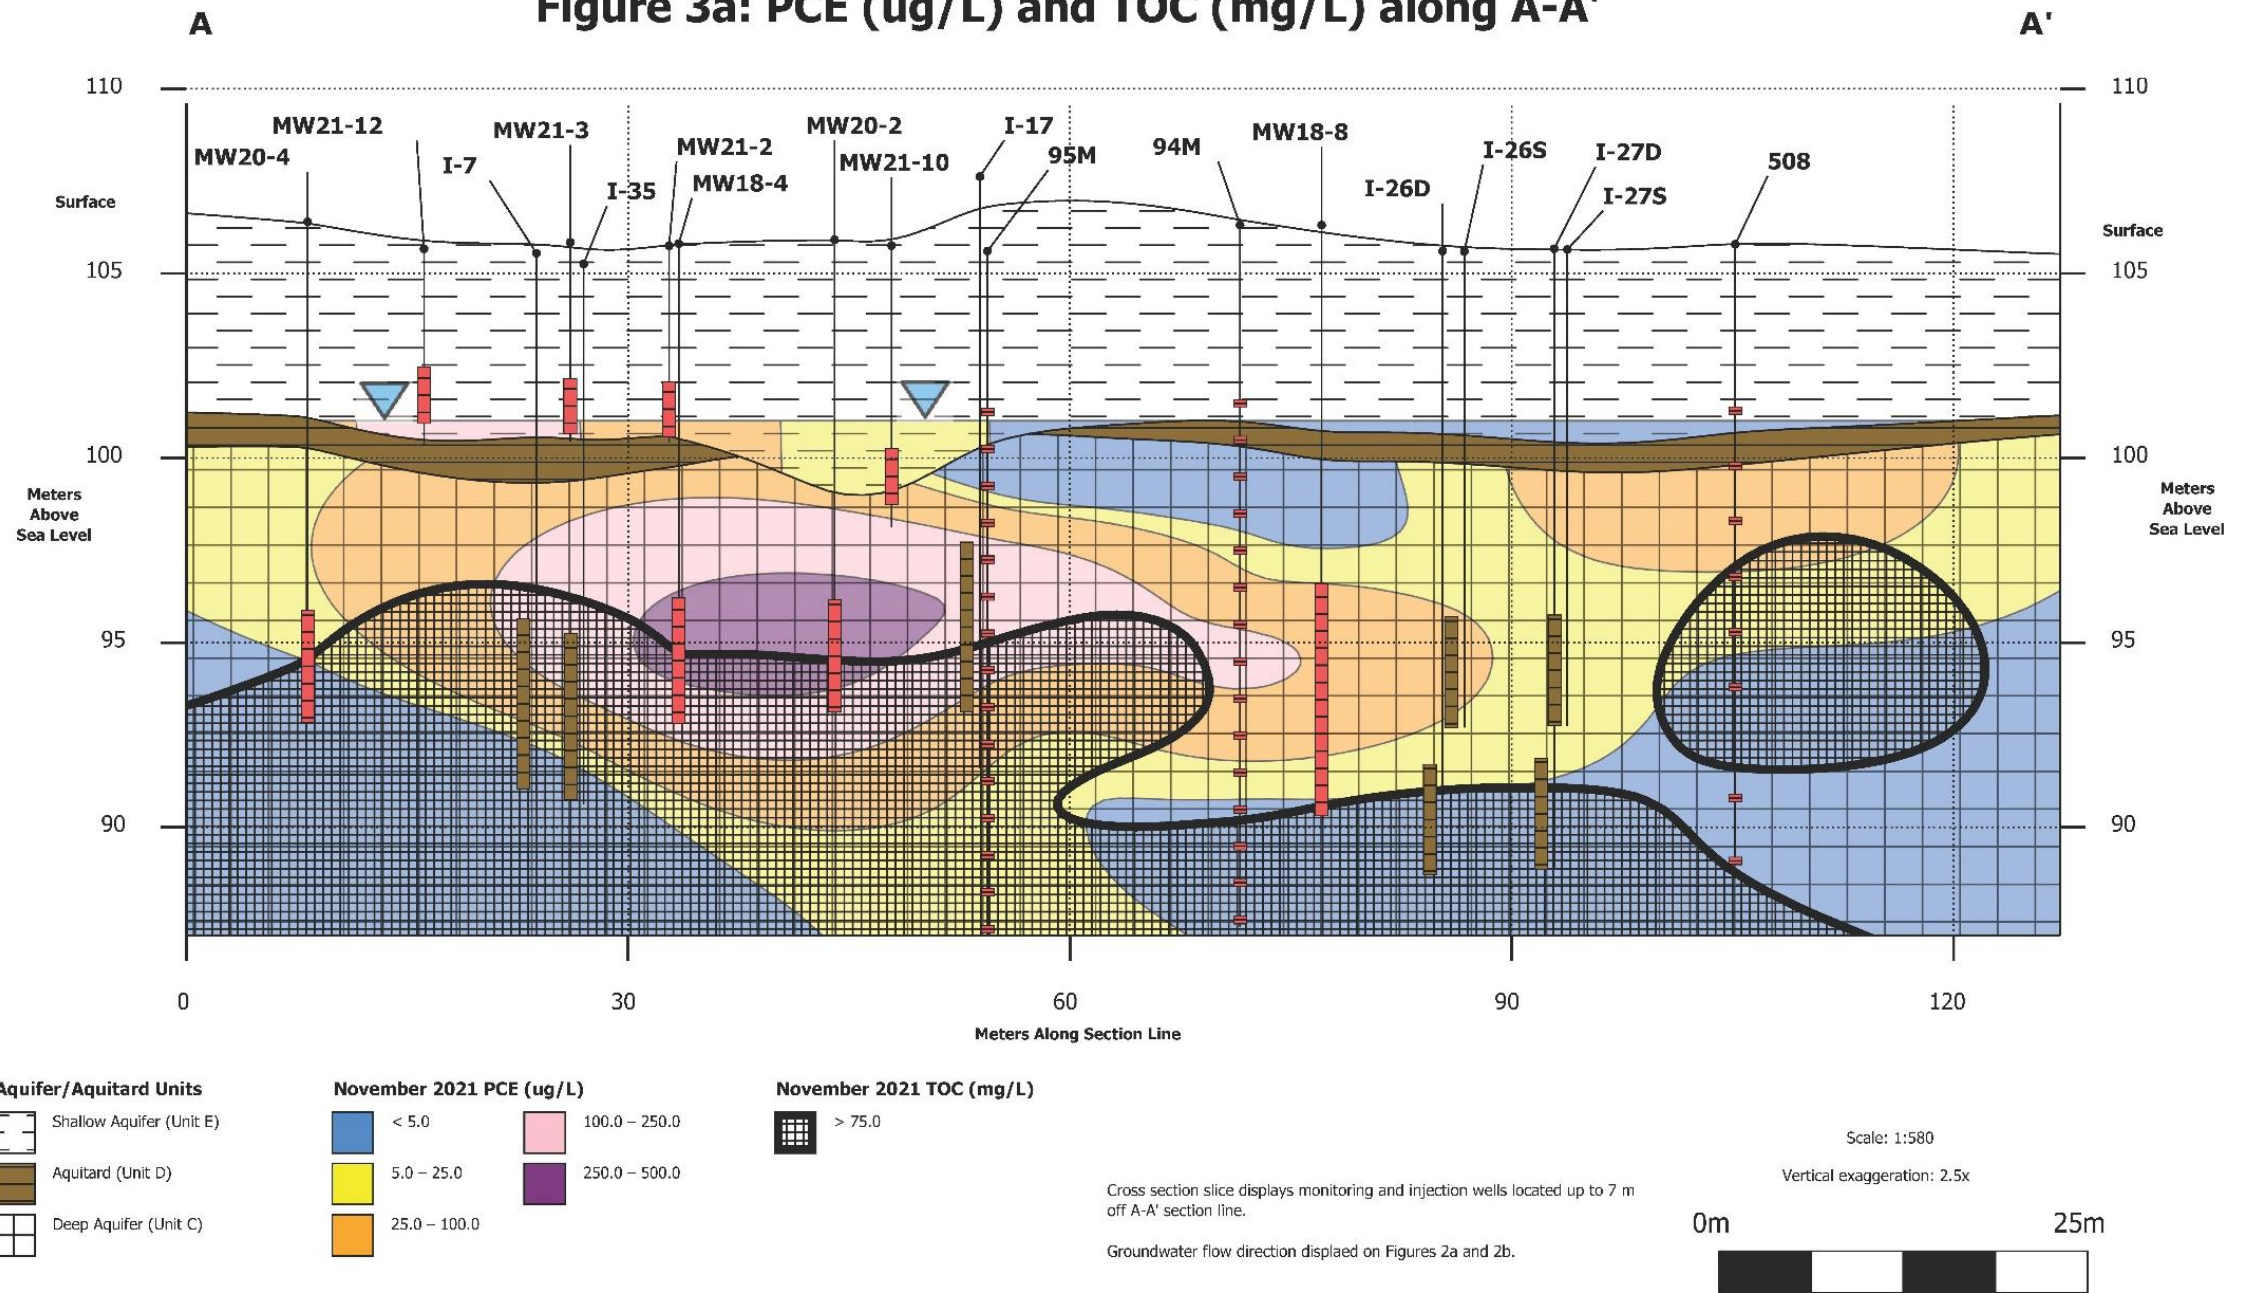 Figure 3a: PCE (ug/L) and TOC (mg/L) along A-A'
A
A'
110
110
MW21-12
MW21-3
MW20-2
I-17
MW20-4
I-7
I-35
MW21-2
MW18-4
MW21-10
95M
94M
MW18-8
I-26D
I-26S
I-27D
I-27S
508
Surface
Surface
105
105
100
100
Meters
Above
Sea Level
Meters
Above
Sea Level
95
95
90
90
0
30
60
90
120
Meters Along Section Line
Aquifer/Aquitard Units
Shallow Aquifer (Unit E)
Aquitard (Unit D)
Deep Aquifer (Unit C)
November 2021 PCE (ug/L)
< 5.0
5.0 – 25.0
25.0 – 100.0
100.0 – 250.0
250.0 – 500.0
November 2021 TOC (mg/L)
> 75.0
Cross section slice displays monitoring and injection wells located up to 7 m
off A-A' section line.
Groundwater flow direction displaed on Figures 2a and 2b.
Scale: 1:580
Vertical exaggeration: 2.5x
0m
25m